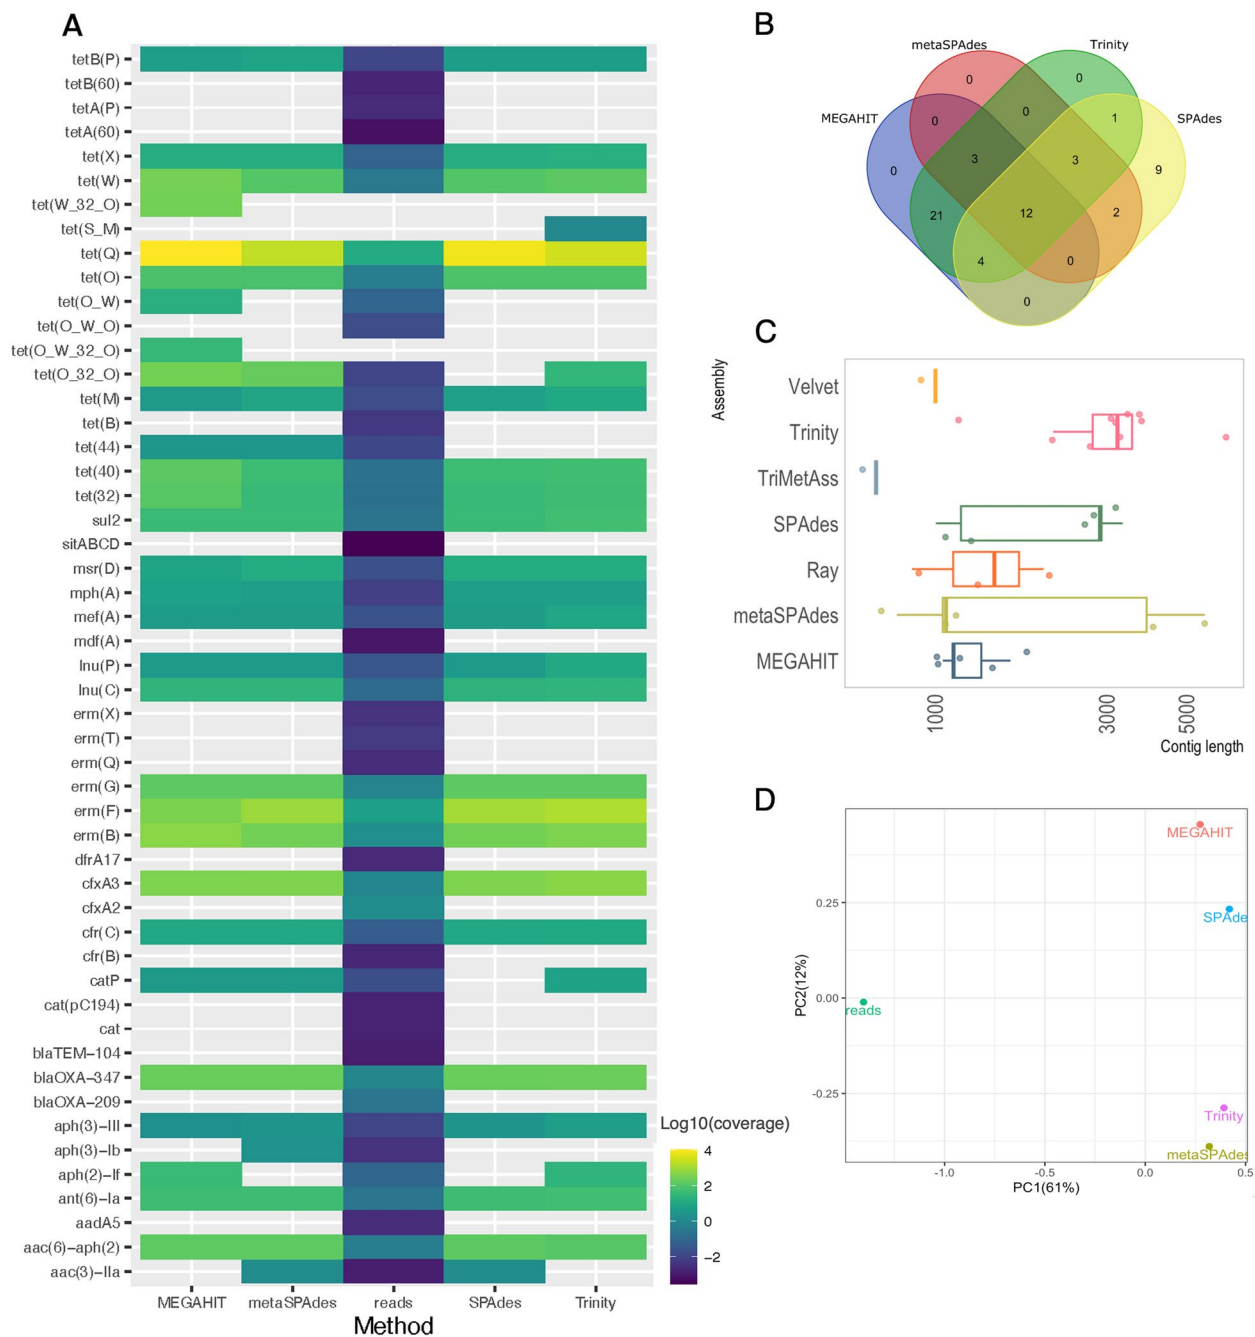 A
tetB(P)
tetB(60)
tetA(P)
tetA(60)
tet(X)
tet(W)
tet(W_32_O)
tet(S_M)
tet(Q)
tet(O)
tet(O_W)
tet(O_W_O)
tet(O_W_32_O)
tet(O_32_O)
tet(M)
tet(B)
tet(44)
tet(40)
tet(32)
sul2
sitABCD
msr(D)
mph(A)
mef(A)
mdf(A)
lnu(P)
lnu(C)
erm(X)
erm(T)
erm(Q)
erm(G)
erm(F)
erm(B)
dfrA17
cfxA3
cfxA2
cfr(C)
cfr(B)
catP
cat(pC194)
cat
blaTEM-104
blaOXA-347
blaOXA-209
aph(3)-III
aph(3)-Ib
aph(2)-If
ant(6)-Ia
aadA5
aac(6)-aph(2)
aac(3)-IIa
MEGAHIT metaSPAdes reads SPAdes Trinity
Method
Log10(coverage)
4
2
0
-2
B
metaSPAdes Trinity
MEGAHIT SPAdes
0 0
0 0 1
0 3 3 9
21 12 2
4 0
0
C
Assembly
Velvet
Trinity
TriMetAss
SPAdes
Ray
metaSPAdes
MEGAHIT
1000 3000 5000
Contig length
D
PC2(12%)
0.25
0.00
-0.25
MEGAHIT
SPAde
reads
Trinity
metaSPAdes
-1.0 -0.5 0.0 0.5
PC1(61%)